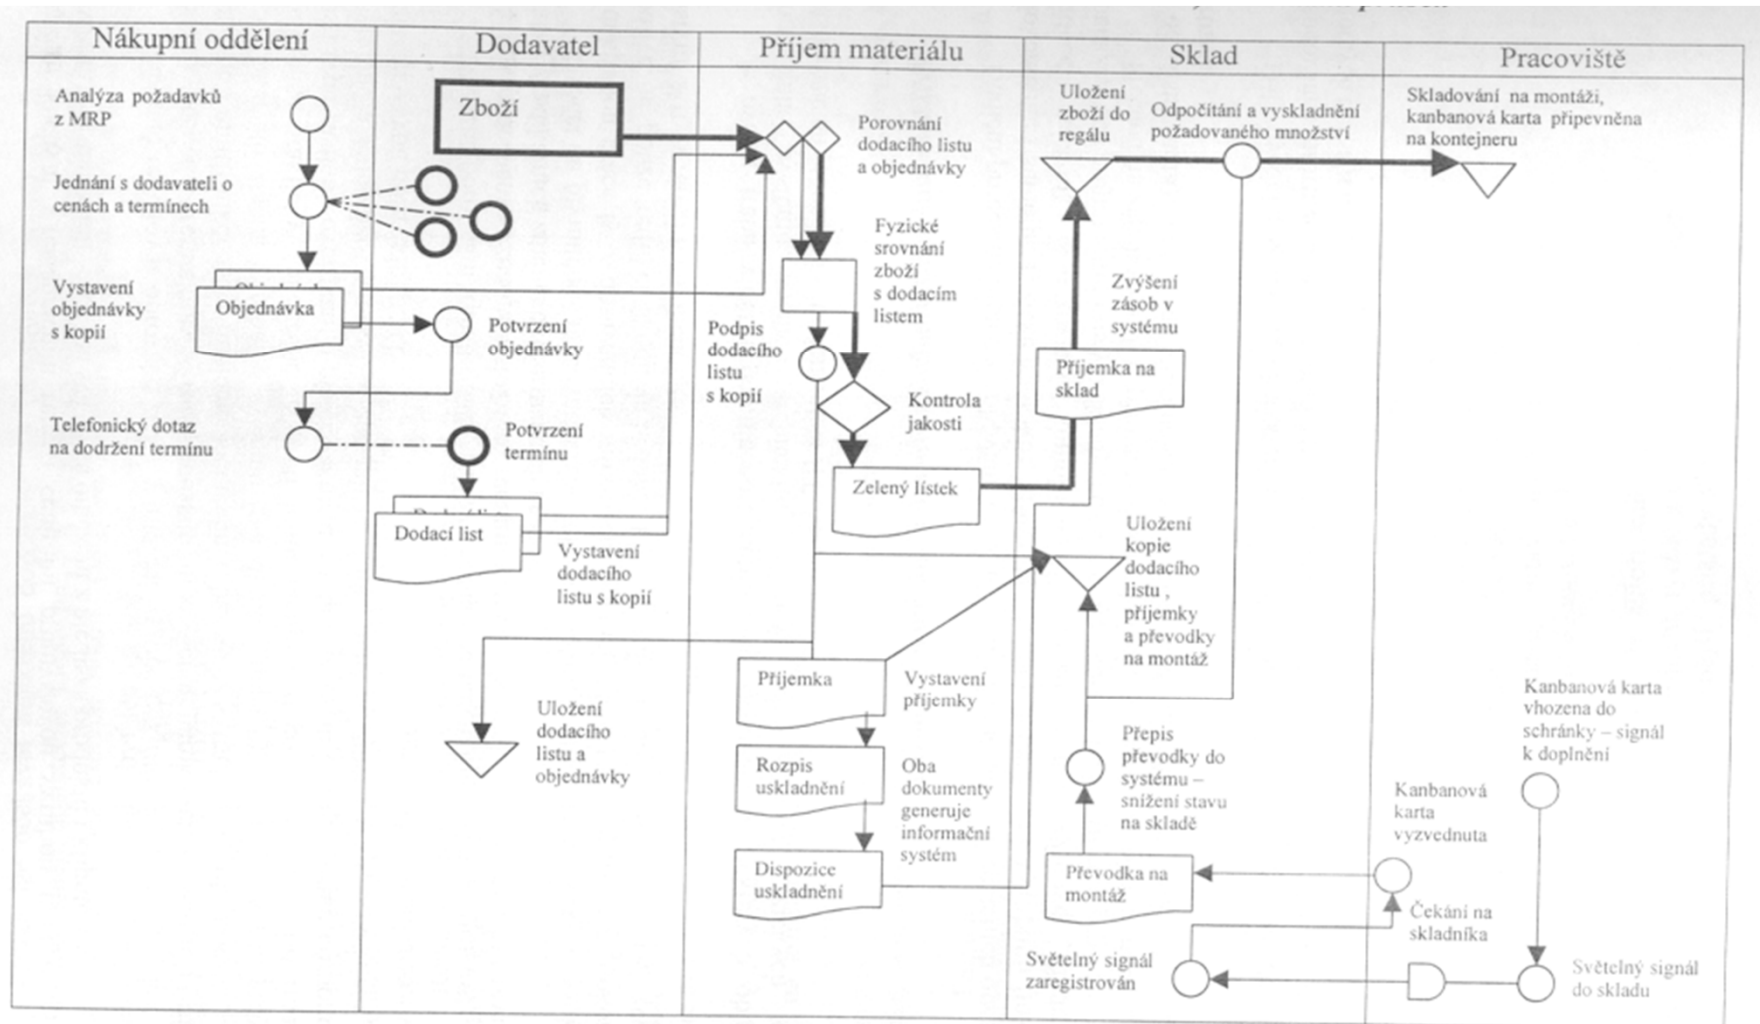 Nákupní oddělení
Dodavatel
Příjem materiálu
Sklad
Pracoviště
Analýza požadavků
z MRP
Jednání s dodavateli o
cenách a termínech
Vystavení
objednávky
s kopií
Objednávka
Telefonický dotaz
na dodržení termínu
Zboží
Potvrzení
objednávky
Potvrzení
termínu
Dodací list
Vystavení
dodacího
listu s kopií
Uložení
dodacího
listu a
objednávky
Porovnání
dodacího listu
a objednávky
Fyzické
srovnání
zboží
s dodacím
listem
Podpis
dodacího
listu
s kopií
Kontrola
jakosti
Zelený lístek
Příjemka
Vystavení
příjemky
Rozpis
uskladnění
Oba
dokumenty
generuje
informační
systém
Dispozice
uskladnění
Uložení
zboží do
regálu
Odpočítání a vyskladnění
požadovaného množství
Zvýšení
zásob v
systému
Příjemka na
sklad
Uložení
kopie
dodacího
listu ,
příjemky
a převodky
na montáž
Přepis
převodky do
systému –
snížení stavu
na skladě
Převodka na
montáž
Světelný signál
zaregistrován
Skladování na montáži,
kanbanová karta připevněna
na kontejneru
Kanbanová karta
vhozena do
schránky – signál
k doplnění
Kanbanová
karta
vyzvednuta
Čekání na
skladníka
Světelný signál
do skladu